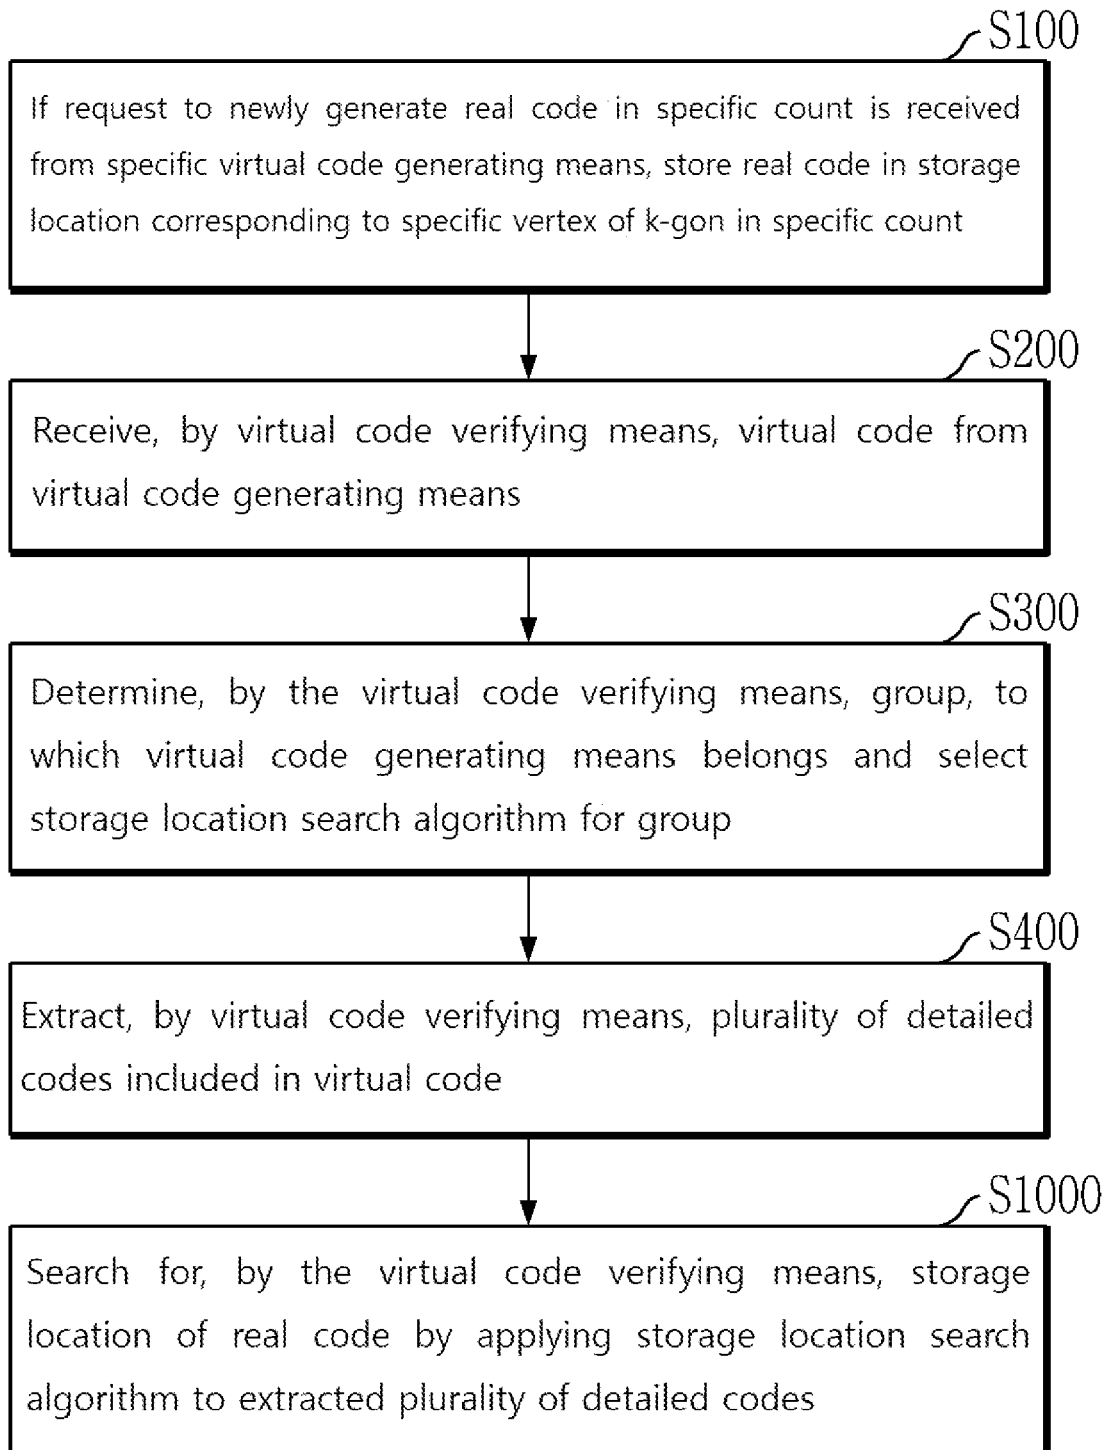 S100
If request to newly generate real code in specific count is received
from specific virtual code generating means, store real code in storage
location corresponding to specific vertex of k-gon in specific count
S200
Receive, by virtual code verifying means, virtual code from
virtual code generating means
S300
Determine, by the virtual code verifying means, group, to
which virtual code generating means belongs and select
storage location search algorithm for group
S400
Extract, by virtual code verifying means, plurality of detailed
codes included in virtual code
S1000
Search for, by the virtual code verifying means, storage
location of real code by applying storage location search
algorithm to extracted plurality of detailed codes